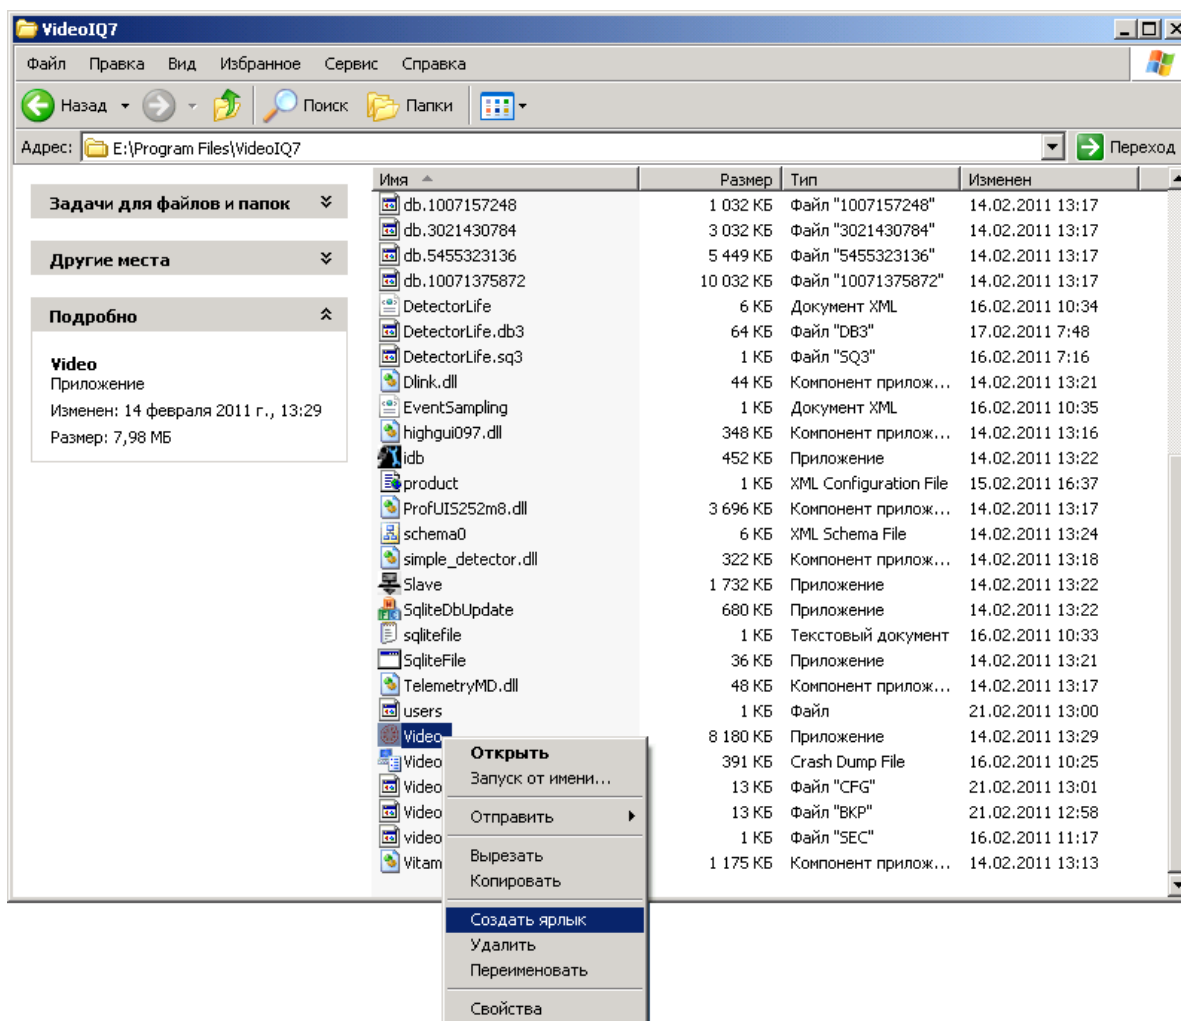 VideoIQ7
Файл Правка Вид Избранное Сервис Справка
Назад Поиск Папки
Адрес: E:\Program Files\VideoIQ7 Переход
Задачи для файлов и папок
Другие места
Подробно
Video
Приложение
Изменен: 14 февраля 2011 г., 13:29
Размер: 7,98 МБ
Имя Размер Тип Изменен
db.1007157248 1 032 КБ Файл "1007157248" 14.02.2011 13:17
db.3021430784 3 032 КБ Файл "3021430784" 14.02.2011 13:17
db.5455323136 5 449 КБ Файл "5455323136" 14.02.2011 13:17
db.10071375872 10 032 КБ Файл "10071375872" 14.02.2011 13:17
DetectorLife 6 КБ Документ XML 16.02.2011 10:34
DetectorLife.db3 64 КБ Файл "DB3" 17.02.2011 7:48
DetectorLife.sq3 1 КБ Файл "SQ3" 16.02.2011 7:16
Dlink.dll 44 КБ Компонент прилож... 14.02.2011 13:21
EventSampling 1 КБ Документ XML 16.02.2011 10:35
highgui097.dll 348 КБ Компонент прилож... 14.02.2011 13:16
idb 452 КБ Приложение 14.02.2011 13:22
product 1 КБ XML Configuration File 15.02.2011 16:37
ProfUIS252m8.dll 3 696 КБ Компонент прилож... 14.02.2011 13:17
schema0 6 КБ XML Schema File 14.02.2011 13:24
simple_detector.dll 322 КБ Компонент прилож... 14.02.2011 13:18
Slave 1 732 КБ Приложение 14.02.2011 13:22
SqliteDbUpdate 680 КБ Приложение 14.02.2011 13:22
sqlitefile 1 КБ Текстовый документ 16.02.2011 10:33
SqliteFile 36 КБ Приложение 14.02.2011 13:21
TelemetryMD.dll 48 КБ Компонент прилож... 14.02.2011 13:17
users 1 КБ Файл 21.02.2011 13:00
Video 8 180 КБ Приложение 14.02.2011 13:29
Video 391 КБ Crash Dump File 16.02.2011 10:25
Video 13 КБ Файл "CFG" 21.02.2011 13:01
Video 13 КБ Файл "BKP" 21.02.2011 12:58
video 1 КБ Файл "SEC" 16.02.2011 11:17
Vitam 1 175 КБ Компонент прилож... 14.02.2011 13:13
Открыть
Запуск от имени...
Отправить
Вырезать
Копировать
Создать ярлык
Удалить
Переименовать
Свойства